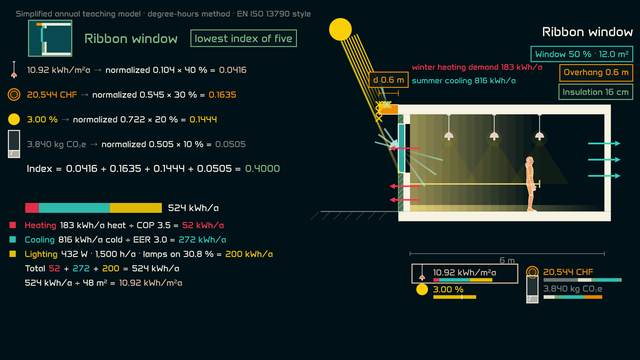 Simplified annual teaching model · degree-hours method · EN ISO 13790 style
Ribbon window
lowest index of five
10.92 kWh/m²a → normalized 0.104 × 40 % = 0.0416
20,544 CHF → normalized 0.545 × 30 % = 0.1635
3.00 % → normalized 0.722 × 20 % = 0.1444
3,840 kg CO₂e → normalized 0.505 × 10 % = 0.0505
Index = 0.0416 + 0.1635 + 0.1444 + 0.0505 = 0.4000
524 kWh/a
Heating 183 kWh/a heat ÷ COP 3.5 = 52 kWh/a
Cooling 816 kWh/a cold ÷ EER 3.0 = 272 kWh/a
Lighting 432 W · 1,500 h/a · lamps on 30.8 % = 200 kWh/a
Total 52 + 272 + 200 = 524 kWh/a
524 kWh/a ÷ 48 m² = 10.92 kWh/m²a
Ribbon window
Window 50 % · 12.0 m²
Overhang 0.6 m
Insulation 16 cm
winter heating demand 183 kWh/a
summer cooling 816 kWh/a
d 0.6 m
6 m
10.92 kWh/m²a
20,544 CHF
3.00 %
3,840 kg CO₂e